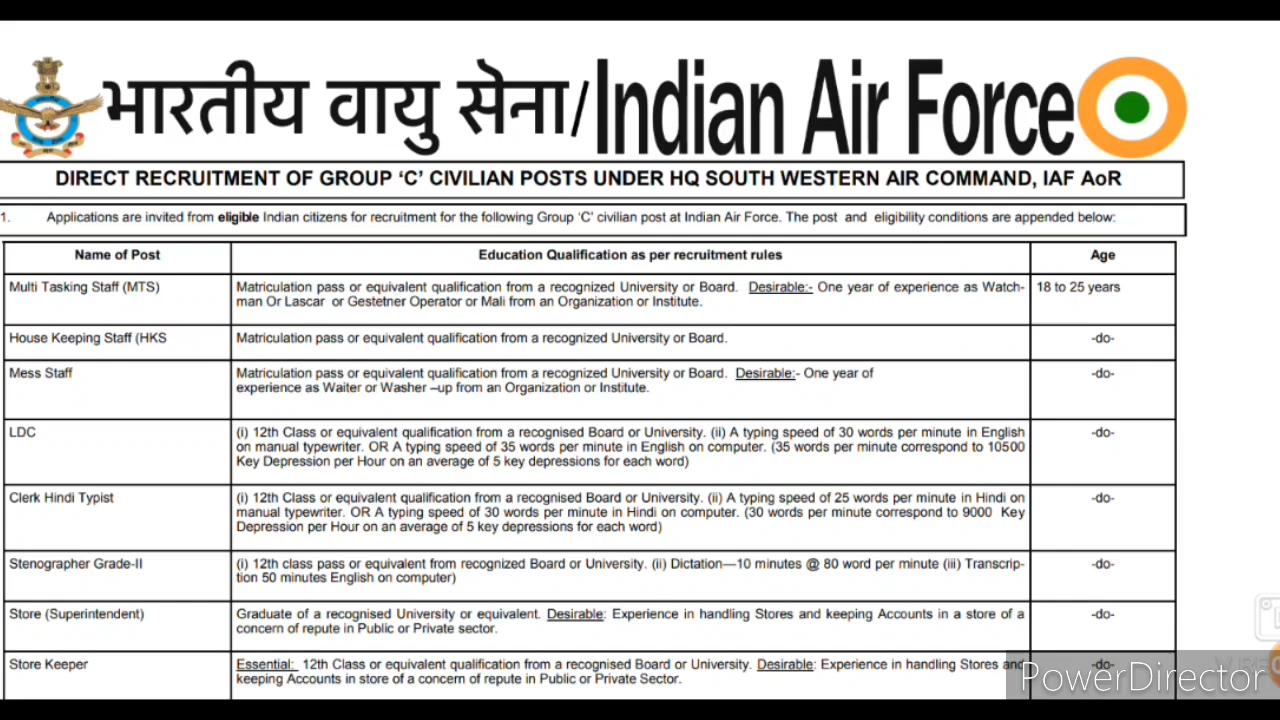 भारतीय वायु सेना/Indian Air Force
DIRECT RECRUITMENT OF GROUP ‘C’ CIVILIAN POSTS UNDER HQ SOUTH WESTERN AIR COMMAND, IAF AoR
1. Applications are invited from eligible Indian citizens for recruitment for the following Group ‘C’ civilian post at Indian Air Force. The post and eligibility conditions are appended below:
Name of Post Education Qualification as per recruitment rules Age
Multi Tasking Staff (MTS) Matriculation pass or equivalent qualification from a recognized University or Board. Desirable:- One year of experience as Watch- 18 to 25 years
man Or Lascar or Gestetner Operator or Mali from an Organization or Institute.
House Keeping Staff (HKS Matriculation pass or equivalent qualification from a recognized University or Board. -do-
Mess Staff Matriculation pass or equivalent qualification from a recognized University or Board. Desirable:- One year of -do-
experience as Waiter or Washer –up from an Organization or Institute.
LDC (i) 12th Class or equivalent qualification from a recognised Board or University. (ii) A typing speed of 30 words per minute in English -do-
on manual typewriter. OR A typing speed of 35 words per minute in English on computer. (35 words per minute correspond to 10500
Key Depression per Hour on an average of 5 key depressions for each word)
Clerk Hindi Typist (i) 12th Class or equivalent qualification from a recognised Board or University. (ii) A typing speed of 25 words per minute in Hindi on -do-
manual typewriter. OR A typing speed of 30 words per minute in Hindi on computer. (30 words per minute correspond to 9000 Key
Depression per Hour on an average of 5 key depressions for each word)
Stenographer Grade-II (i) 12th class pass or equivalent from recognized Board or University. (ii) Dictation—10 minutes @ 80 word per minute (iii) Transcrip- -do-
tion 50 minutes English on computer)
Store (Superintendent) Graduate of a recognised University or equivalent. Desirable: Experience in handling Stores and keeping Accounts in a store of a -do-
concern of repute in Public or Private sector.
Store Keeper Essential: 12th Class or equivalent qualification from a recognised Board or University. Desirable: Experience in handling Stores and -do-
keeping Accounts in store of a concern of repute in Public or Private Sector.
PowerDirector